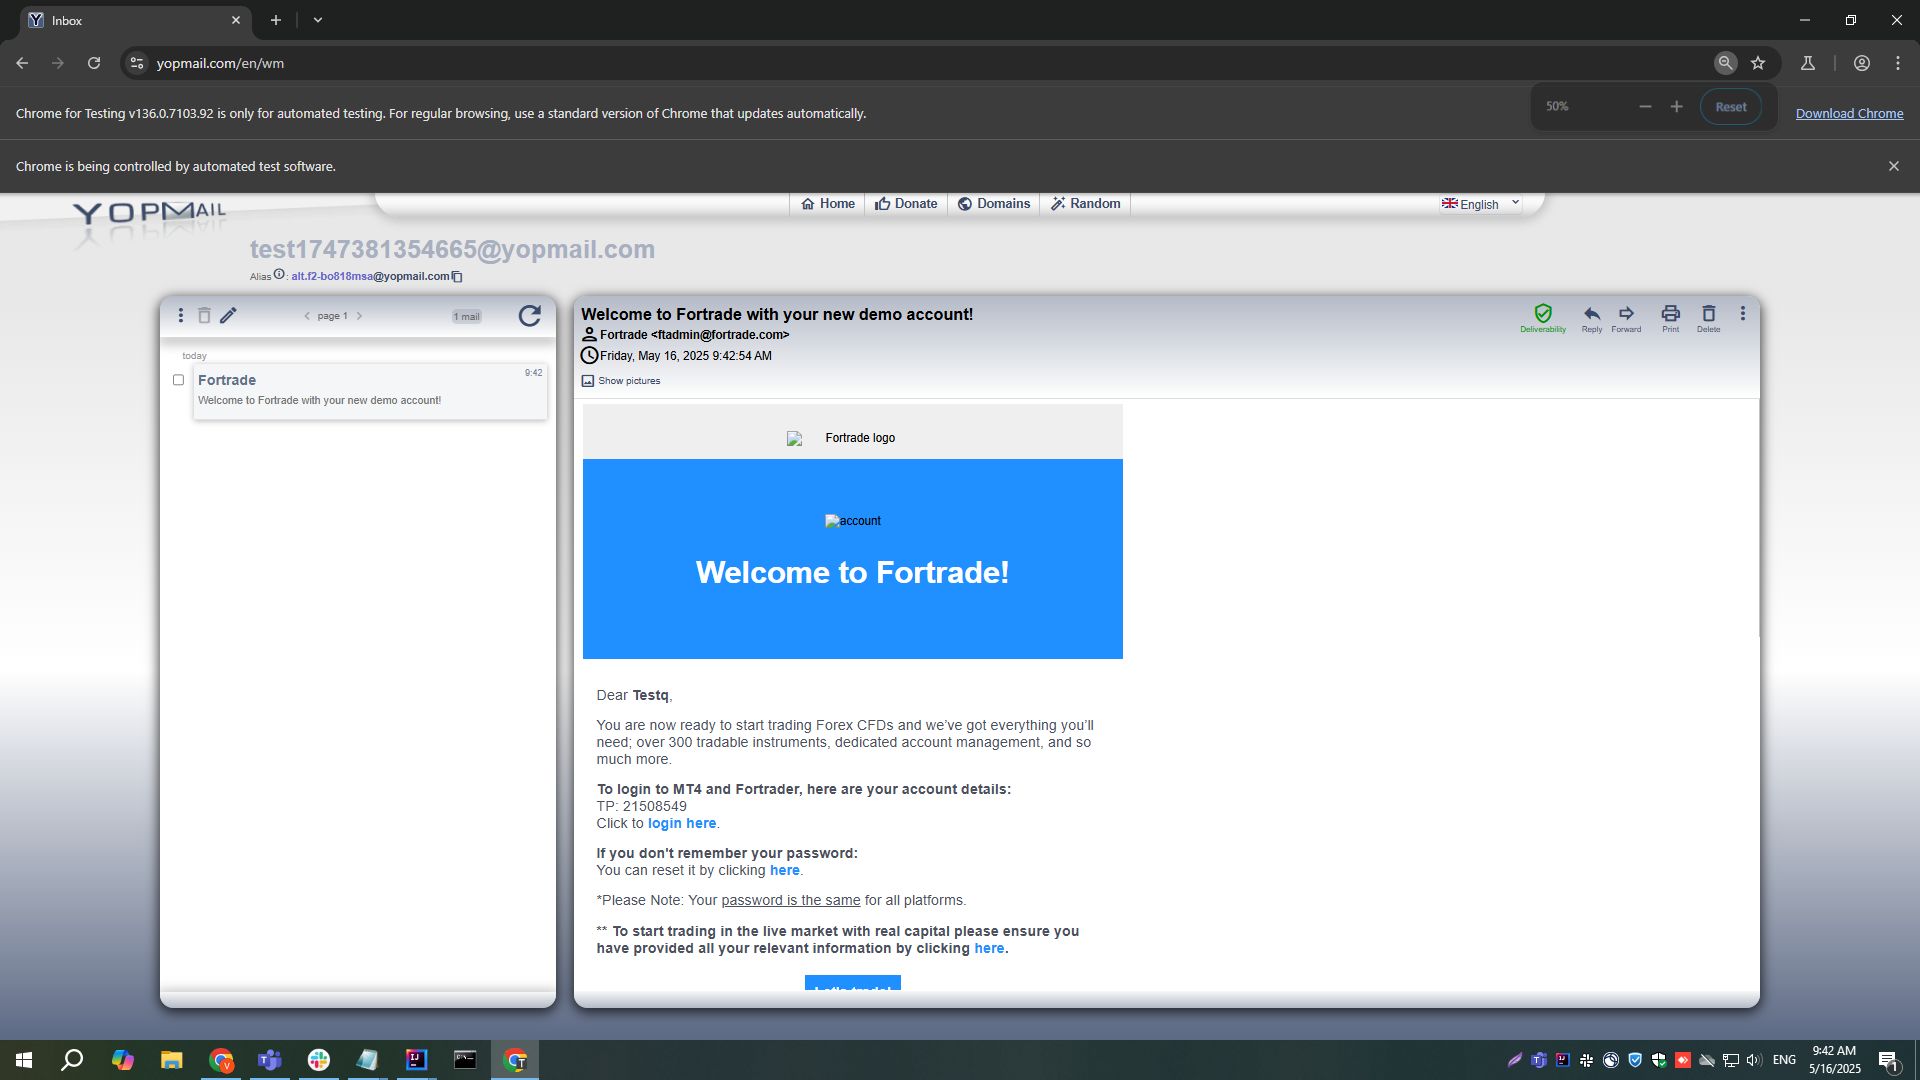 Inbox
yopmail.com/en/wm
Chrome for Testing v136.0.7103.92 is only for automated testing. For regular browsing, use a standard version of Chrome that updates automatically.
50%
Reset
Download Chrome
Chrome is being controlled by automated test software.
YOPMAIL
Home
Donate
Domains
Random
English
test1747381354665@yopmail.com
Alias : alt.f2-bo818msa@yopmail.com
page 1
1 mail
today
Fortrade
9:42
Welcome to Fortrade with your new demo account!
Welcome to Fortrade with your new demo account!
Fortrade <ftadmin@fortrade.com>
Friday, May 16, 2025 9:42:54 AM
Show pictures
Deliverability
Reply
Forward
Print
Delete
Fortrade logo
account
Welcome to Fortrade!
Dear Testq,
You are now ready to start trading Forex CFDs and we’ve got everything you’ll
need; over 300 tradable instruments, dedicated account management, and so
much more.
To login to MT4 and Fortrader, here are your account details:
TP: 21508549
Click to login here.
If you don't remember your password:
You can reset it by clicking here.
*Please Note: Your password is the same for all platforms.
** To start trading in the live market with real capital please ensure you
have provided all your relevant information by clicking here.
Let's trade!
ENG
9:42 AM
5/16/2025
1